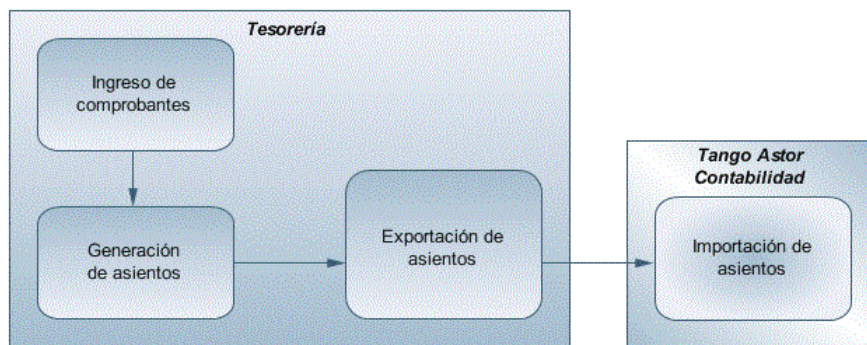 Tesorería
Ingreso de
comprobantes
Generación
de asientos
Exportación de
asientos
Tango Astor
Contabilidad
Importación de
asientos